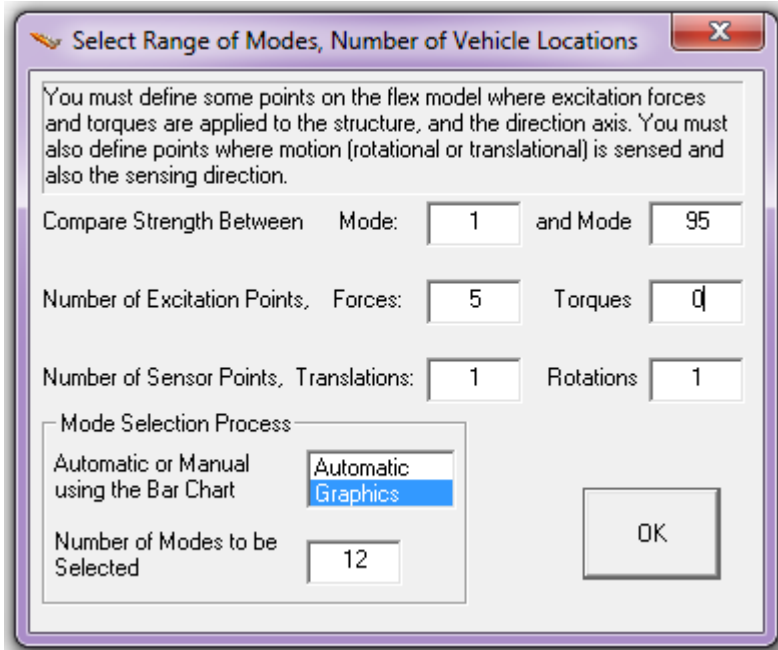 Select Range of Modes, Number of Vehicle Locations
You must define some points on the flex model where excitation forces
and torques are applied to the structure, and the direction axis. You must
also define points where motion (rotational or translational) is sensed and
also the sensing direction.
Compare Strength Between Mode: 1 and Mode 95
Number of Excitation Points, Forces: 5 Torques 0
Number of Sensor Points, Translations: 1 Rotations 1
Mode Selection Process
Automatic or Manual
using the Bar Chart
Automatic
Graphics
Number of Modes to be
Selected
12
OK